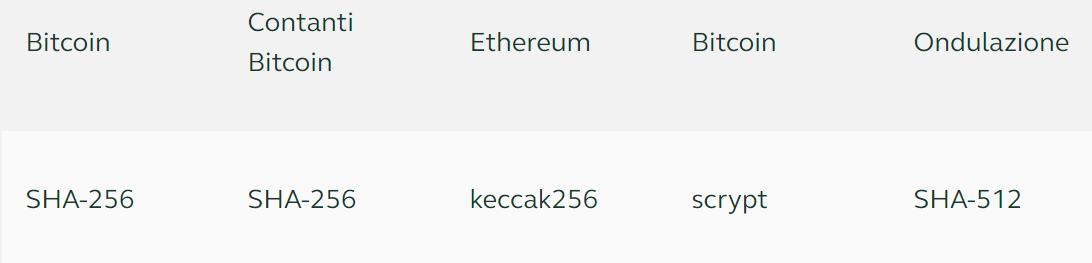 Bitcoin
Contanti
Bitcoin
Ethereum
Bitcoin
Ondulazione
SHA-256
SHA-256
keccak256
scrypt
SHA-512